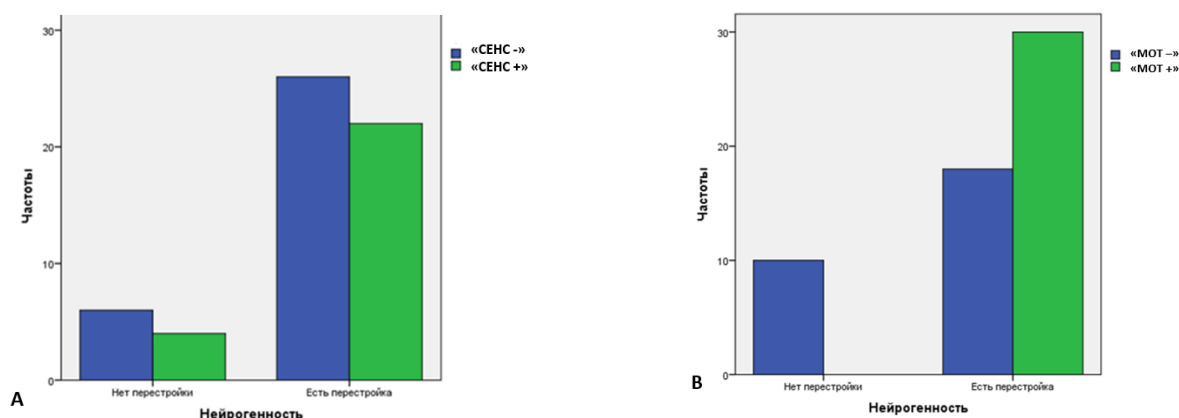 30
20
10
0
Частоты
Нет перестройки
Есть перестройка
Нейрогенность
«СЕНС -»
«СЕНС +»
А
30
20
10
0
Частоты
Нет перестройки
Есть перестройка
Нейрогенность
«МОТ –»
«МОТ +»
В